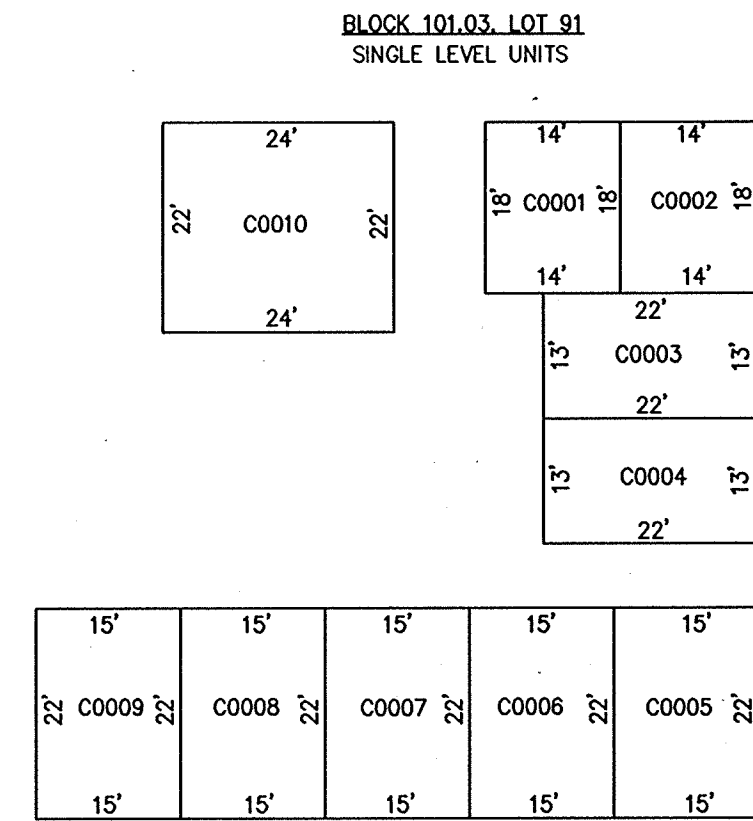 BLOCK 101.03, LOT 91
SINGLE LEVEL UNITS
24'
22' C0010 22'
24'
14' 14'
18' C0001 18' C0002 18'
14' 14'
22'
13' C0003 13'
22'
13' C0004 13'
22'
15' 15' 15' 15' 15'
22' C0009 22' C0008 22' C0007 22' C0006 22' C0005 22'
15' 15' 15' 15' 15'